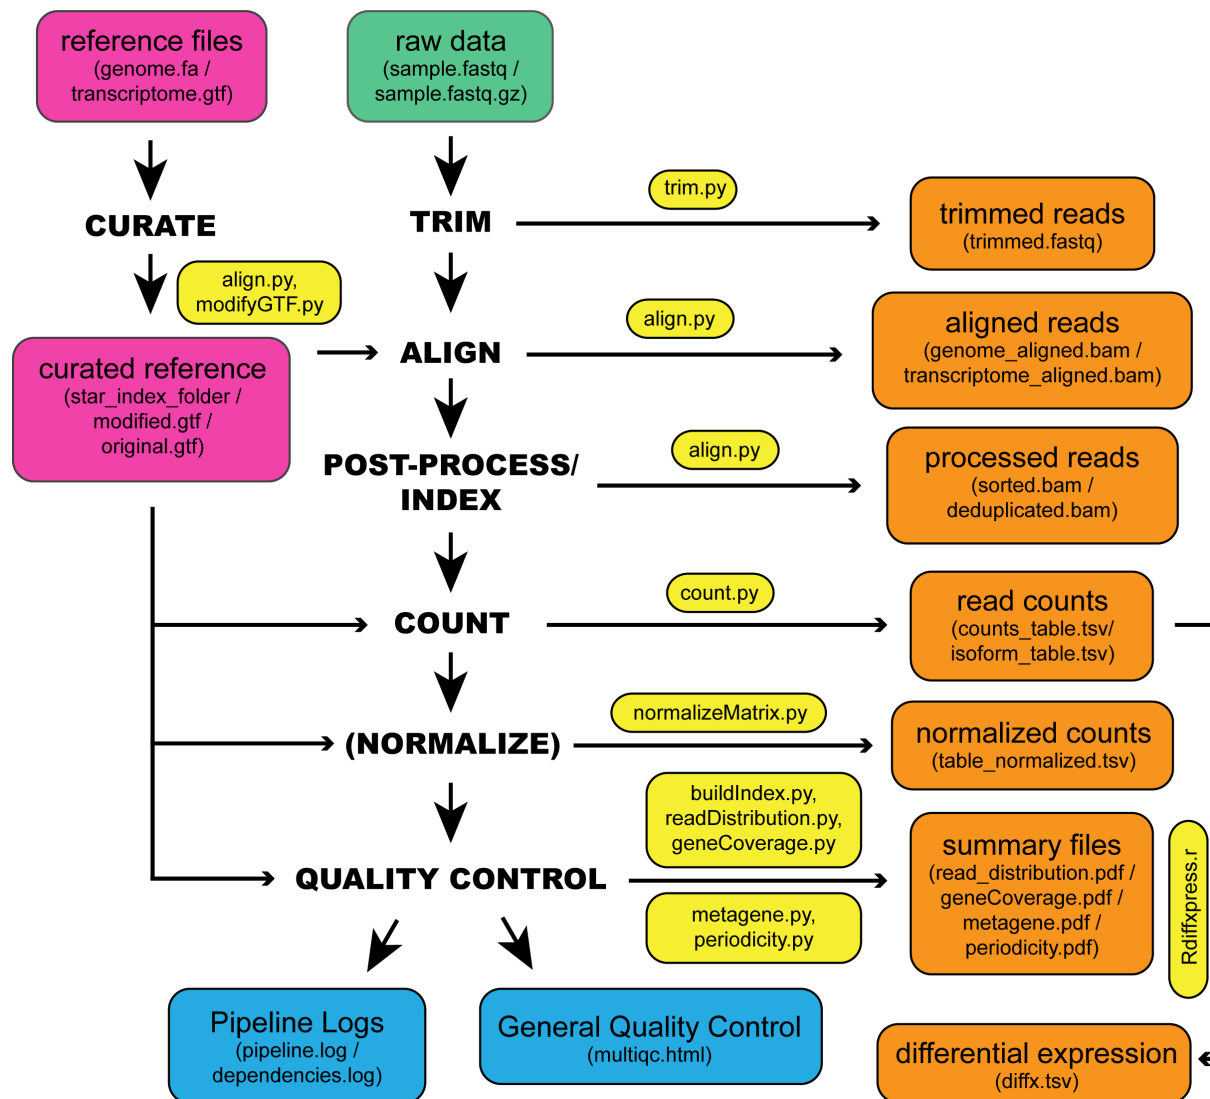 reference files
(genome.fa /
transcriptome.gtf)
raw data
(sample.fastq /
sample.fastq.gz)
CURATE
TRIM
trim.py
trimmed reads
(trimmed.fastq)
align.py,
modifyGTF.py
curated reference
(star_index_folder /
modified.gtf /
original.gtf)
ALIGN
align.py
aligned reads
(genome_aligned.bam /
transcriptome_aligned.bam)
POST-PROCESS/
INDEX
align.py
processed reads
(sorted.bam /
deduplicated.bam)
COUNT
count.py
read counts
(counts_table.tsv/
isoform_table.tsv)
(NORMALIZE)
normalizeMatrix.py
normalized counts
(table_normalized.tsv)
QUALITY CONTROL
buildIndex.py,
readDistribution.py,
geneCoverage.py
metagene.py,
periodicity.py
summary files
(read_distribution.pdf /
geneCoverage.pdf /
metagene.pdf /
periodicity.pdf)
Rdiffxpress.r
Pipeline Logs
(pipeline.log /
dependencies.log)
General Quality Control
(multiqc.html)
differential expression
(diffx.tsv)